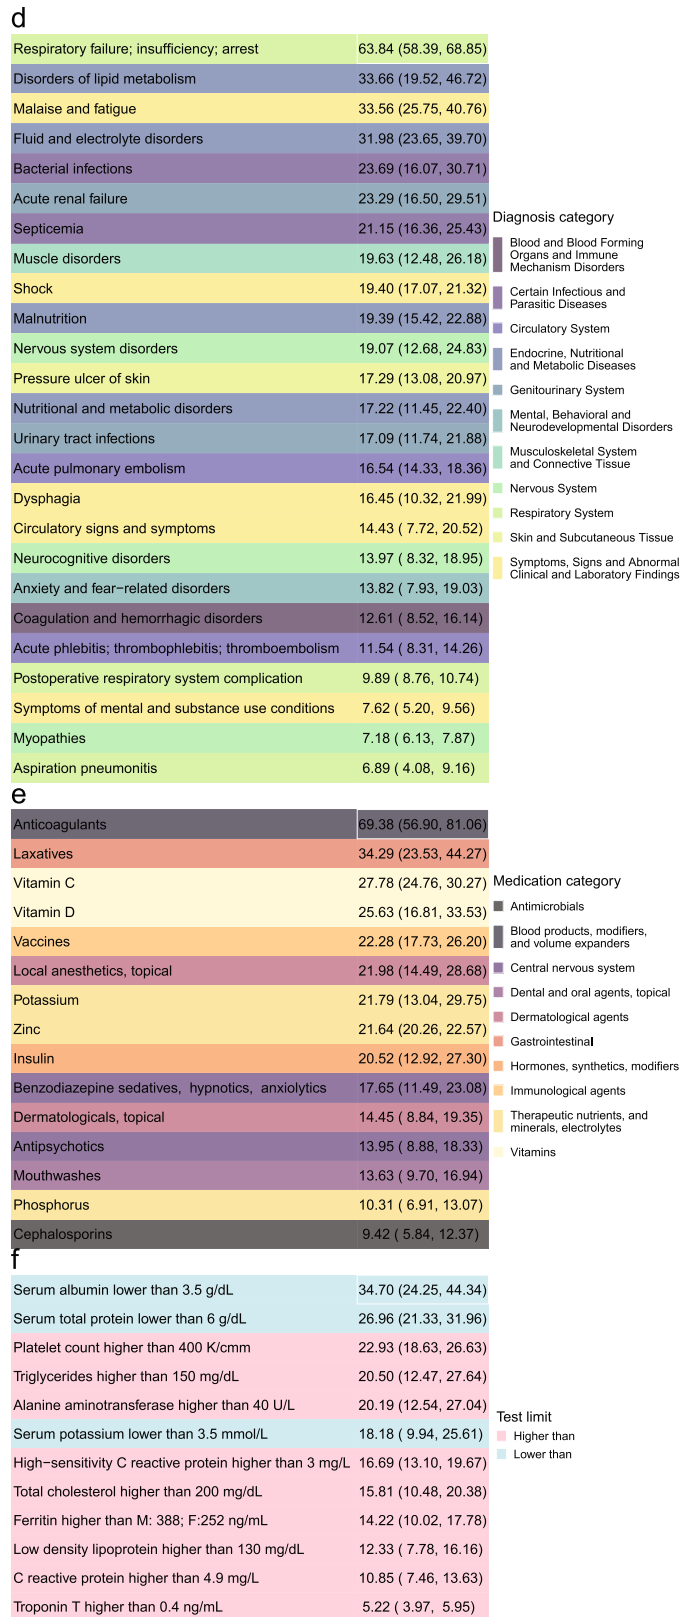 d
Respiratory failure; insufficiency; arrest 63.84 (58.39, 68.85)
Disorders of lipid metabolism 33.66 (19.52, 46.72)
Malaise and fatigue 33.56 (25.75, 40.76)
Fluid and electrolyte disorders 31.98 (23.65, 39.70)
Bacterial infections 23.69 (16.07, 30.71)
Acute renal failure 23.29 (16.50, 29.51)
Septicemia 21.15 (16.36, 25.43)
Muscle disorders 19.63 (12.48, 26.18)
Shock 19.40 (17.07, 21.32)
Malnutrition 19.39 (15.42, 22.88)
Nervous system disorders 19.07 (12.68, 24.83)
Pressure ulcer of skin 17.29 (13.08, 20.97)
Nutritional and metabolic disorders 17.22 (11.45, 22.40)
Urinary tract infections 17.09 (11.74, 21.88)
Acute pulmonary embolism 16.54 (14.33, 18.36)
Dysphagia 16.45 (10.32, 21.99)
Circulatory signs and symptoms 14.43 ( 7.72, 20.52)
Neurocognitive disorders 13.97 ( 8.32, 18.95)
Anxiety and fear−related disorders 13.82 ( 7.93, 19.03)
Coagulation and hemorrhagic disorders 12.61 ( 8.52, 16.14)
Acute phlebitis; thrombophlebitis; thromboembolism 11.54 ( 8.31, 14.26)
Postoperative respiratory system complication 9.89 ( 8.76, 10.74)
Symptoms of mental and substance use conditions 7.62 ( 5.20, 9.56)
Myopathies 7.18 ( 6.13, 7.87)
Aspiration pneumonitis 6.89 ( 4.08, 9.16)
Diagnosis category
Blood and Blood Forming
Organs and Immune
Mechanism Disorders
Certain Infectious and
Parasitic Diseases
Circulatory System
Endocrine, Nutritional
and Metabolic Diseases
Genitourinary System
Mental, Behavioral and
Neurodevelopmental Disorders
Musculoskeletal System
and Connective Tissue
Nervous System
Respiratory System
Skin and Subcutaneous Tissue
Symptoms, Signs and Abnormal
Clinical and Laboratory Findings
e
Anticoagulants 69.38 (56.90, 81.06)
Laxatives 34.29 (23.53, 44.27)
Vitamin C 27.78 (24.76, 30.27)
Vitamin D 25.63 (16.81, 33.53)
Vaccines 22.28 (17.73, 26.20)
Local anesthetics, topical 21.98 (14.49, 28.68)
Potassium 21.79 (13.04, 29.75)
Zinc 21.64 (20.26, 22.57)
Insulin 20.52 (12.92, 27.30)
Benzodiazepine sedatives, hypnotics, anxiolytics 17.65 (11.49, 23.08)
Dermatologicals, topical 14.45 ( 8.84, 19.35)
Antipsychotics 13.95 ( 8.88, 18.33)
Mouthwashes 13.63 ( 9.70, 16.94)
Phosphorus 10.31 ( 6.91, 13.07)
Cephalosporins 9.42 ( 5.84, 12.37)
Medication category
Antimicrobials
Blood products, modifiers,
and volume expanders
Central nervous system
Dental and oral agents, topical
Dermatological agents
Gastrointestinal
Hormones, synthetics, modifiers
Immunological agents
Therapeutic nutrients, and
minerals, electrolytes
Vitamins
f
Serum albumin lower than 3.5 g/dL 34.70 (24.25, 44.34)
Serum total protein lower than 6 g/dL 26.96 (21.33, 31.96)
Platelet count higher than 400 K/cmm 22.93 (18.63, 26.63)
Triglycerides higher than 150 mg/dL 20.50 (12.47, 27.64)
Alanine aminotransferase higher than 40 U/L 20.19 (12.54, 27.04)
Serum potassium lower than 3.5 mmol/L 18.18 ( 9.94, 25.61)
High−sensitivity C reactive protein higher than 3 mg/L 16.69 (13.10, 19.67)
Total cholesterol higher than 200 mg/dL 15.81 (10.48, 20.38)
Ferritin higher than M: 388; F:252 ng/mL 14.22 (10.02, 17.78)
Low density lipoprotein higher than 130 mg/dL 12.33 ( 7.78, 16.16)
C reactive protein higher than 4.9 mg/L 10.85 ( 7.46, 13.63)
Troponin T higher than 0.4 ng/mL 5.22 ( 3.97, 5.95)
Test limit
Higher than
Lower than